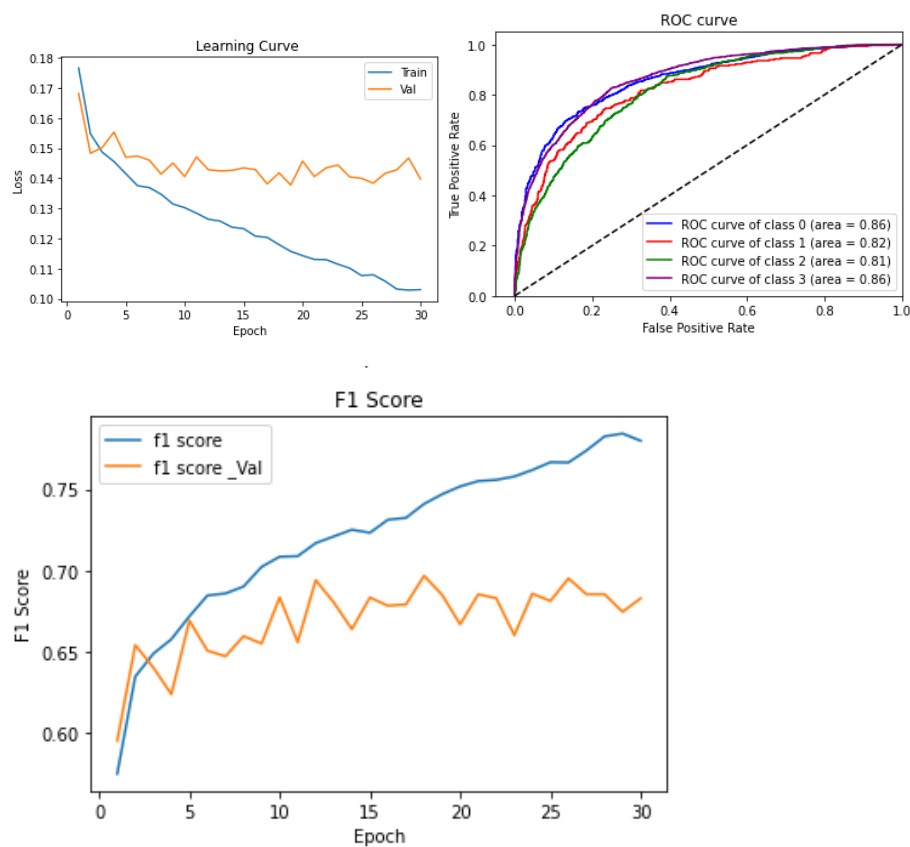 Learning Curve
0.18
0.17
0.16
0.15
0.14
0.13
0.12
0.11
0.10
Loss
Train
Val
0
5
10
15
20
25
30
Epoch
ROC curve
1.0
0.8
0.6
0.4
0.2
0.0
True Positive Rate
ROC curve of class 0 (area = 0.86)
ROC curve of class 1 (area = 0.82)
ROC curve of class 2 (area = 0.81)
ROC curve of class 3 (area = 0.86)
0.0
0.2
0.4
0.6
0.8
1.0
False Positive Rate
F1 Score
f1 score
f1 score _Val
0.75
0.70
0.65
0.60
F1 Score
0
5
10
15
20
25
30
Epoch